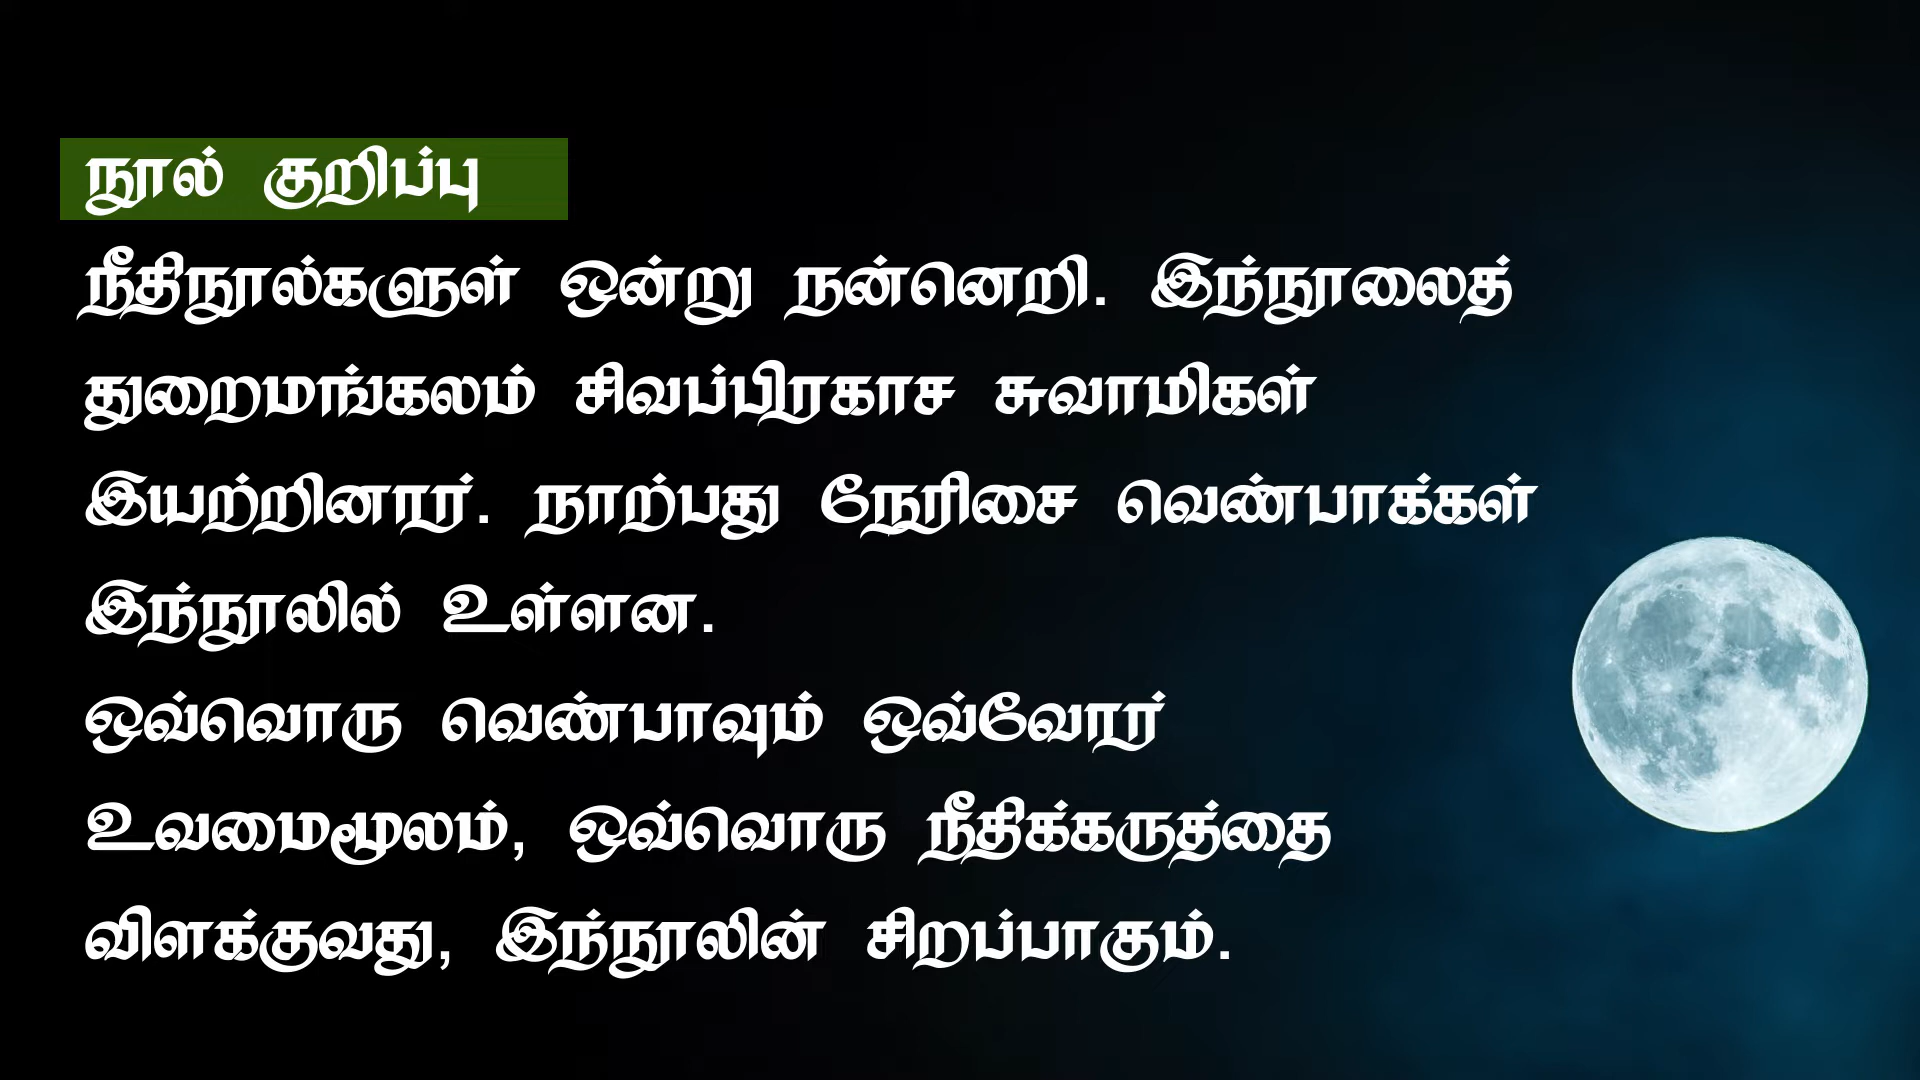 நூல் குறிப்பு
நீதிநூல்களுள் ஒன்று நன்னெறி. இந்நூலைத்
துறைமங்கலம் சிவப்பிரகாச சுவாமிகள்
இயற்றினார். நாற்பது நேரிசை வெண்பாக்கள்
இந்நூலில் உள்ளன.
ஒவ்வொரு வெண்பாவும் ஒவ்வோர்
உவமைமூலம், ஒவ்வொரு நீதிக்கருத்தை
விளக்குவது, இந்நூலின் சிறப்பாகும்.